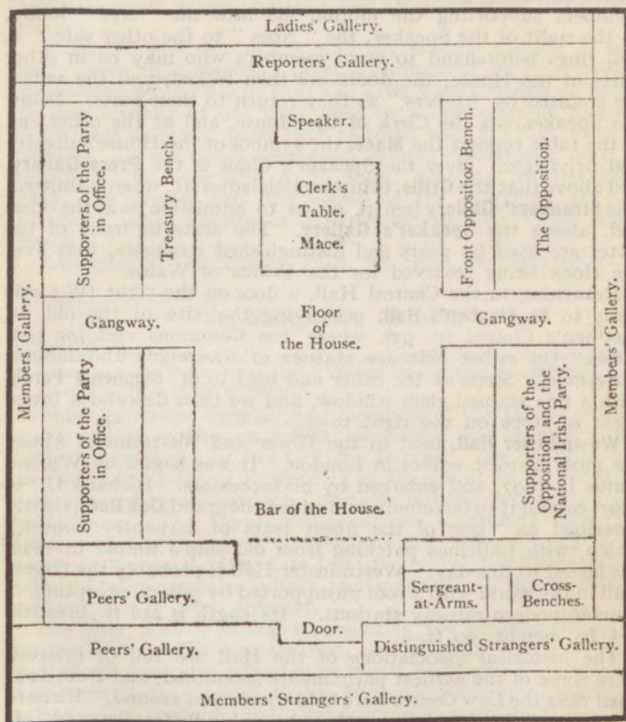 Ladies' Gallery.
Reporters' Gallery.
Members' Gallery.
Supporters of the Party
in Office.
Treasury Bench.
Speaker.
Clerk's
Table.
Mace.
Front Opposition Bench.
The Opposition.
Members' Gallery.
Gangway.
Floor
of
the House.
Gangway.
Supporters of the Party
in Office.
Supporters of the
Opposition and the
National Irish Party.
Bar of the House.
Peers' Gallery.
Sergeant-
at-Arms.
Cross-
Benches.
Door.
Peers' Gallery.
Distinguished Strangers' Gallery.
Members' Strangers' Gallery.